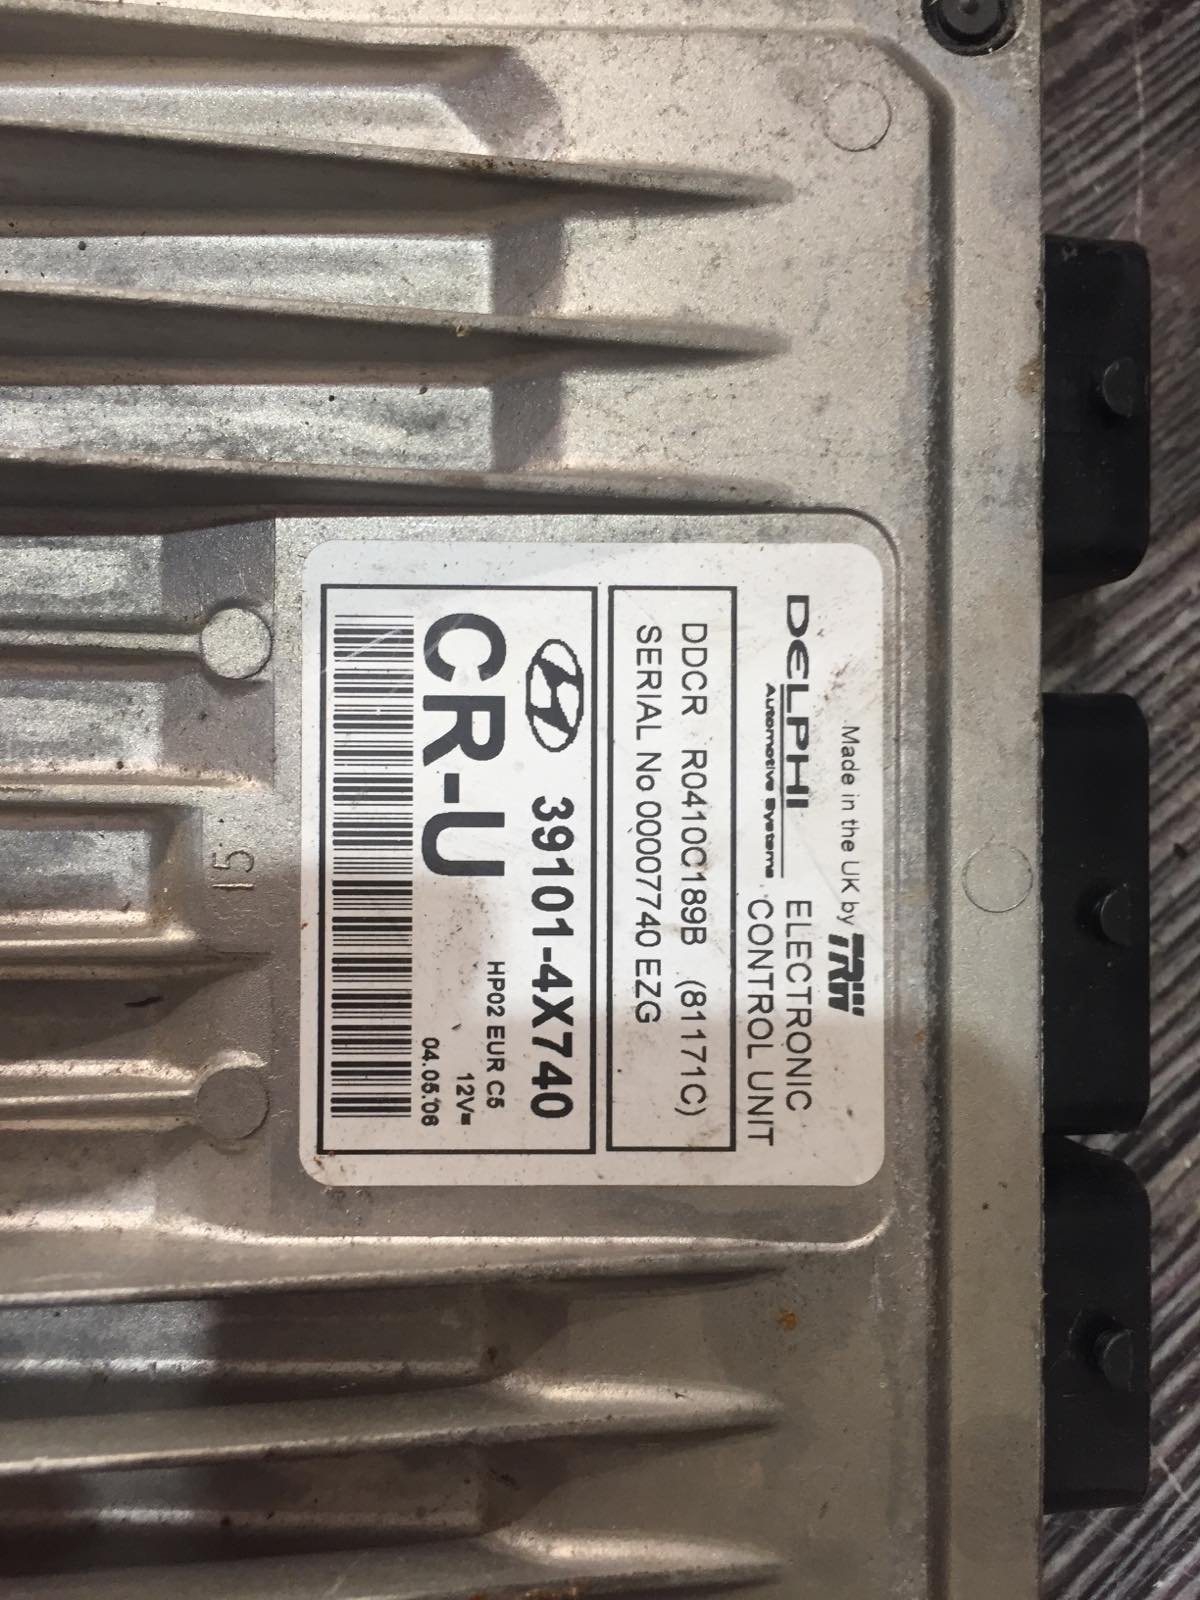 Made in the UK by TRW
DELPHI
Automotive Systems
ELECTRONIC
CONTROL UNIT
DDCR R0410C189B (81171C)
SERIAL No 00007740 EZG
39101-4X740
CR-U
HP02 EUR C5
12V=
04.05.'06
15